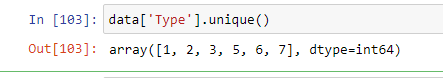 In [103]: data['Type'].unique()
Out[103]: array([1, 2, 3, 5, 6, 7], dtype=int64)